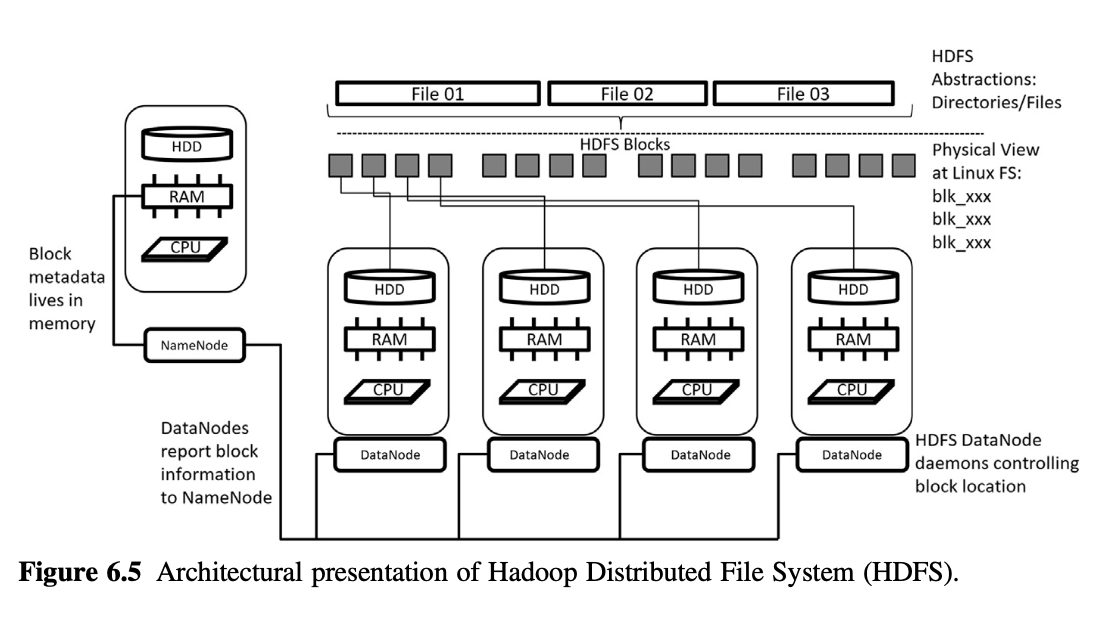 HDFS
Abstractions:
Directories/Files
File 01
File 02
File 03
HDFS Blocks
Physical View
at Linux FS:
blk_xxx
blk_xxx
blk_xxx
HDD
RAM
CPU
Block
metadata
lives in
memory
NameNode
HDD
RAM
CPU
HDD
RAM
CPU
HDD
RAM
CPU
HDD
RAM
CPU
DataNode
DataNode
DataNode
DataNode
DataNodes
report block
information
to NameNode
HDFS DataNode
daemons controlling
block location
Figure 6.5 Architectural presentation of Hadoop Distributed File System (HDFS).